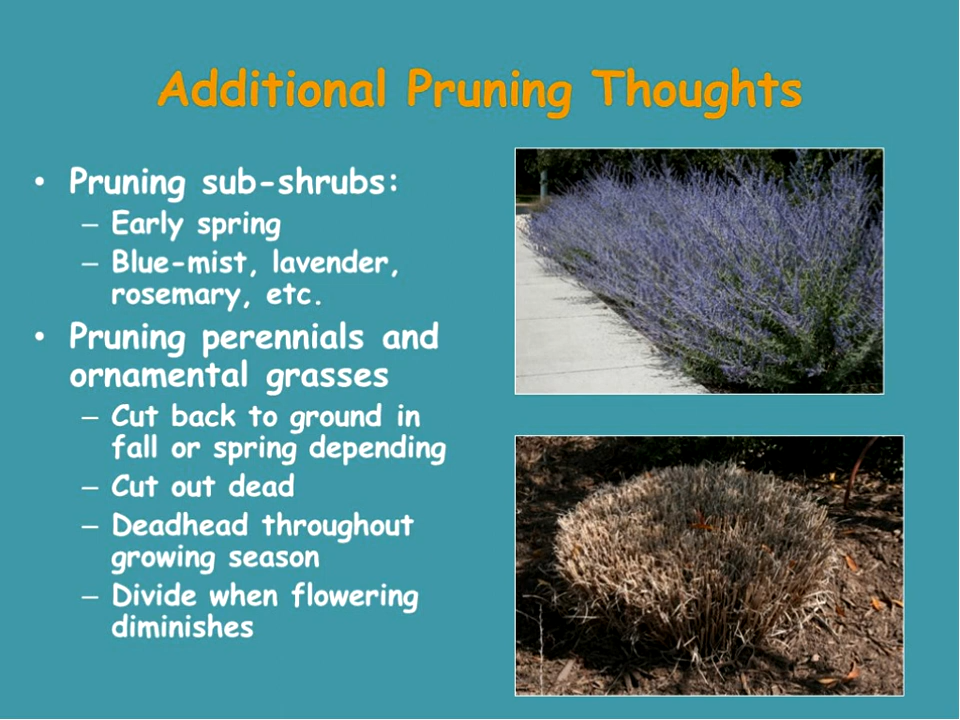 Additional Pruning Thoughts
• Pruning sub-shrubs:
– Early spring
– Blue-mist, lavender,
rosemary, etc.
• Pruning perennials and
ornamental grasses
– Cut back to ground in
fall or spring depending
– Cut out dead
– Deadhead throughout
growing season
– Divide when flowering
diminishes